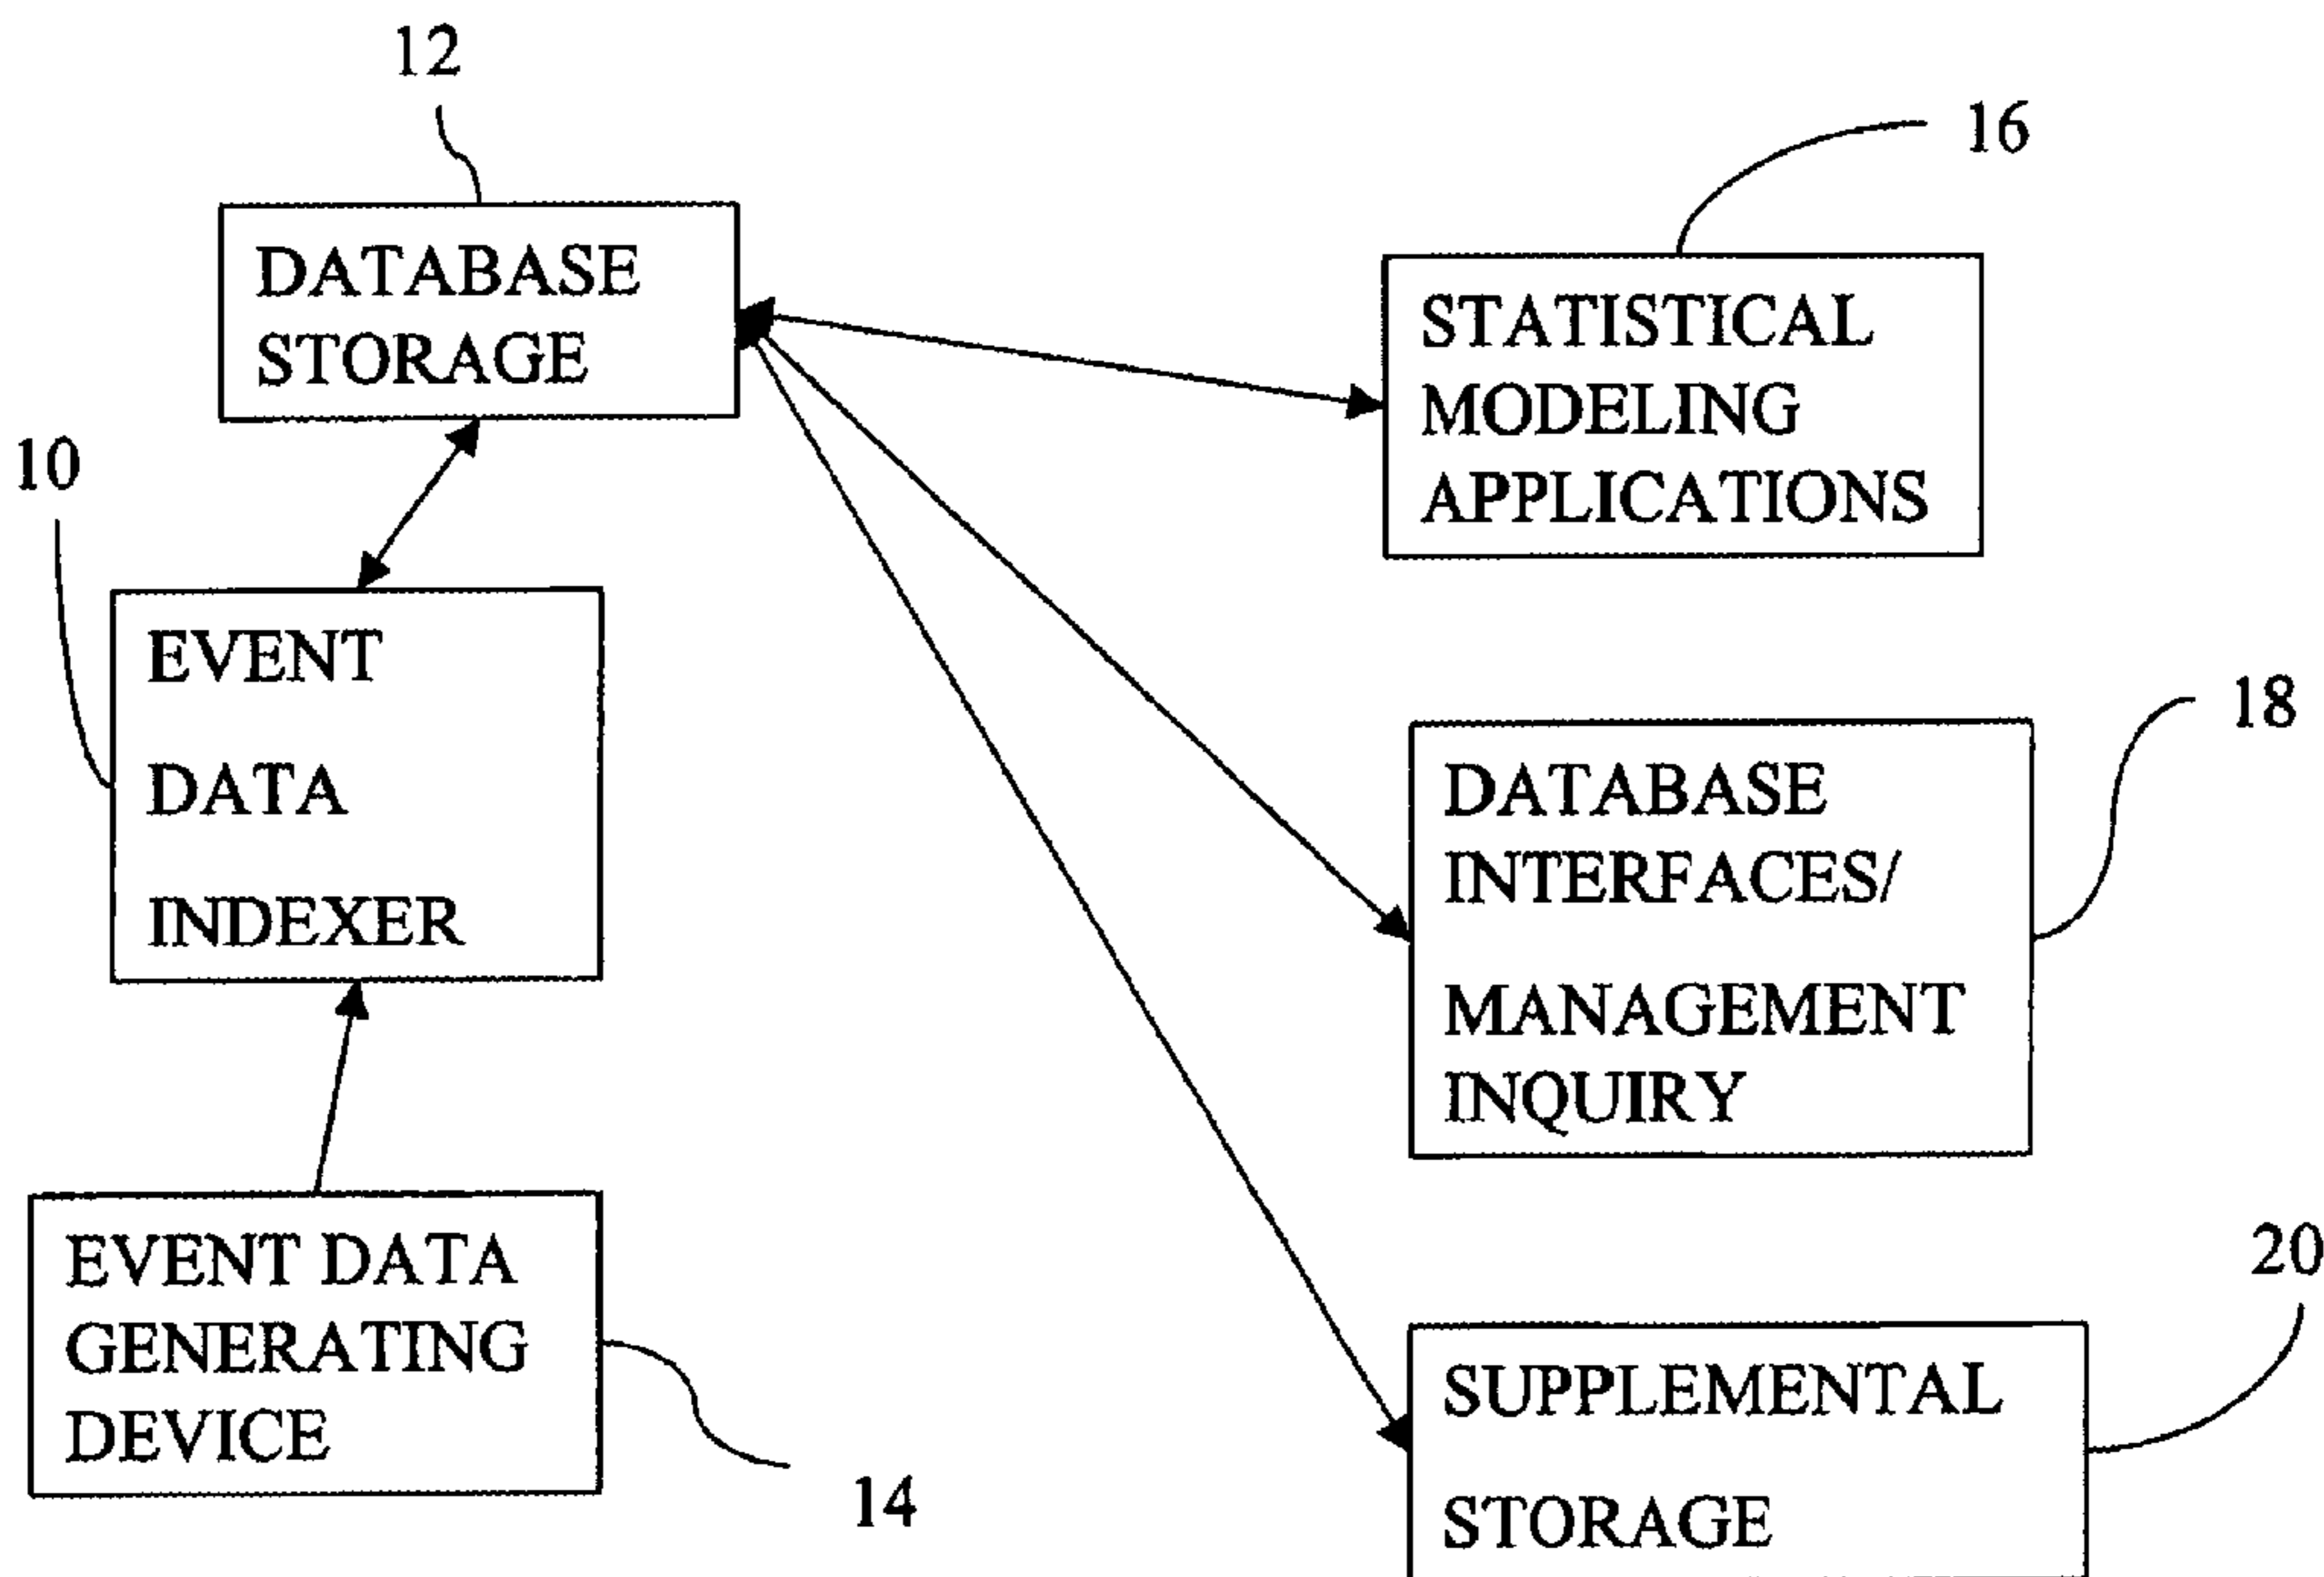 12
DATABASE
STORAGE
16
STATISTICAL
MODELING
APPLICATIONS
10
EVENT
DATA
INDEXER
18
DATABASE
INTERFACES/
MANAGEMENT
INQUIRY
EVENT DATA
GENERATING
DEVICE
14
20
SUPPLEMENTAL
STORAGE